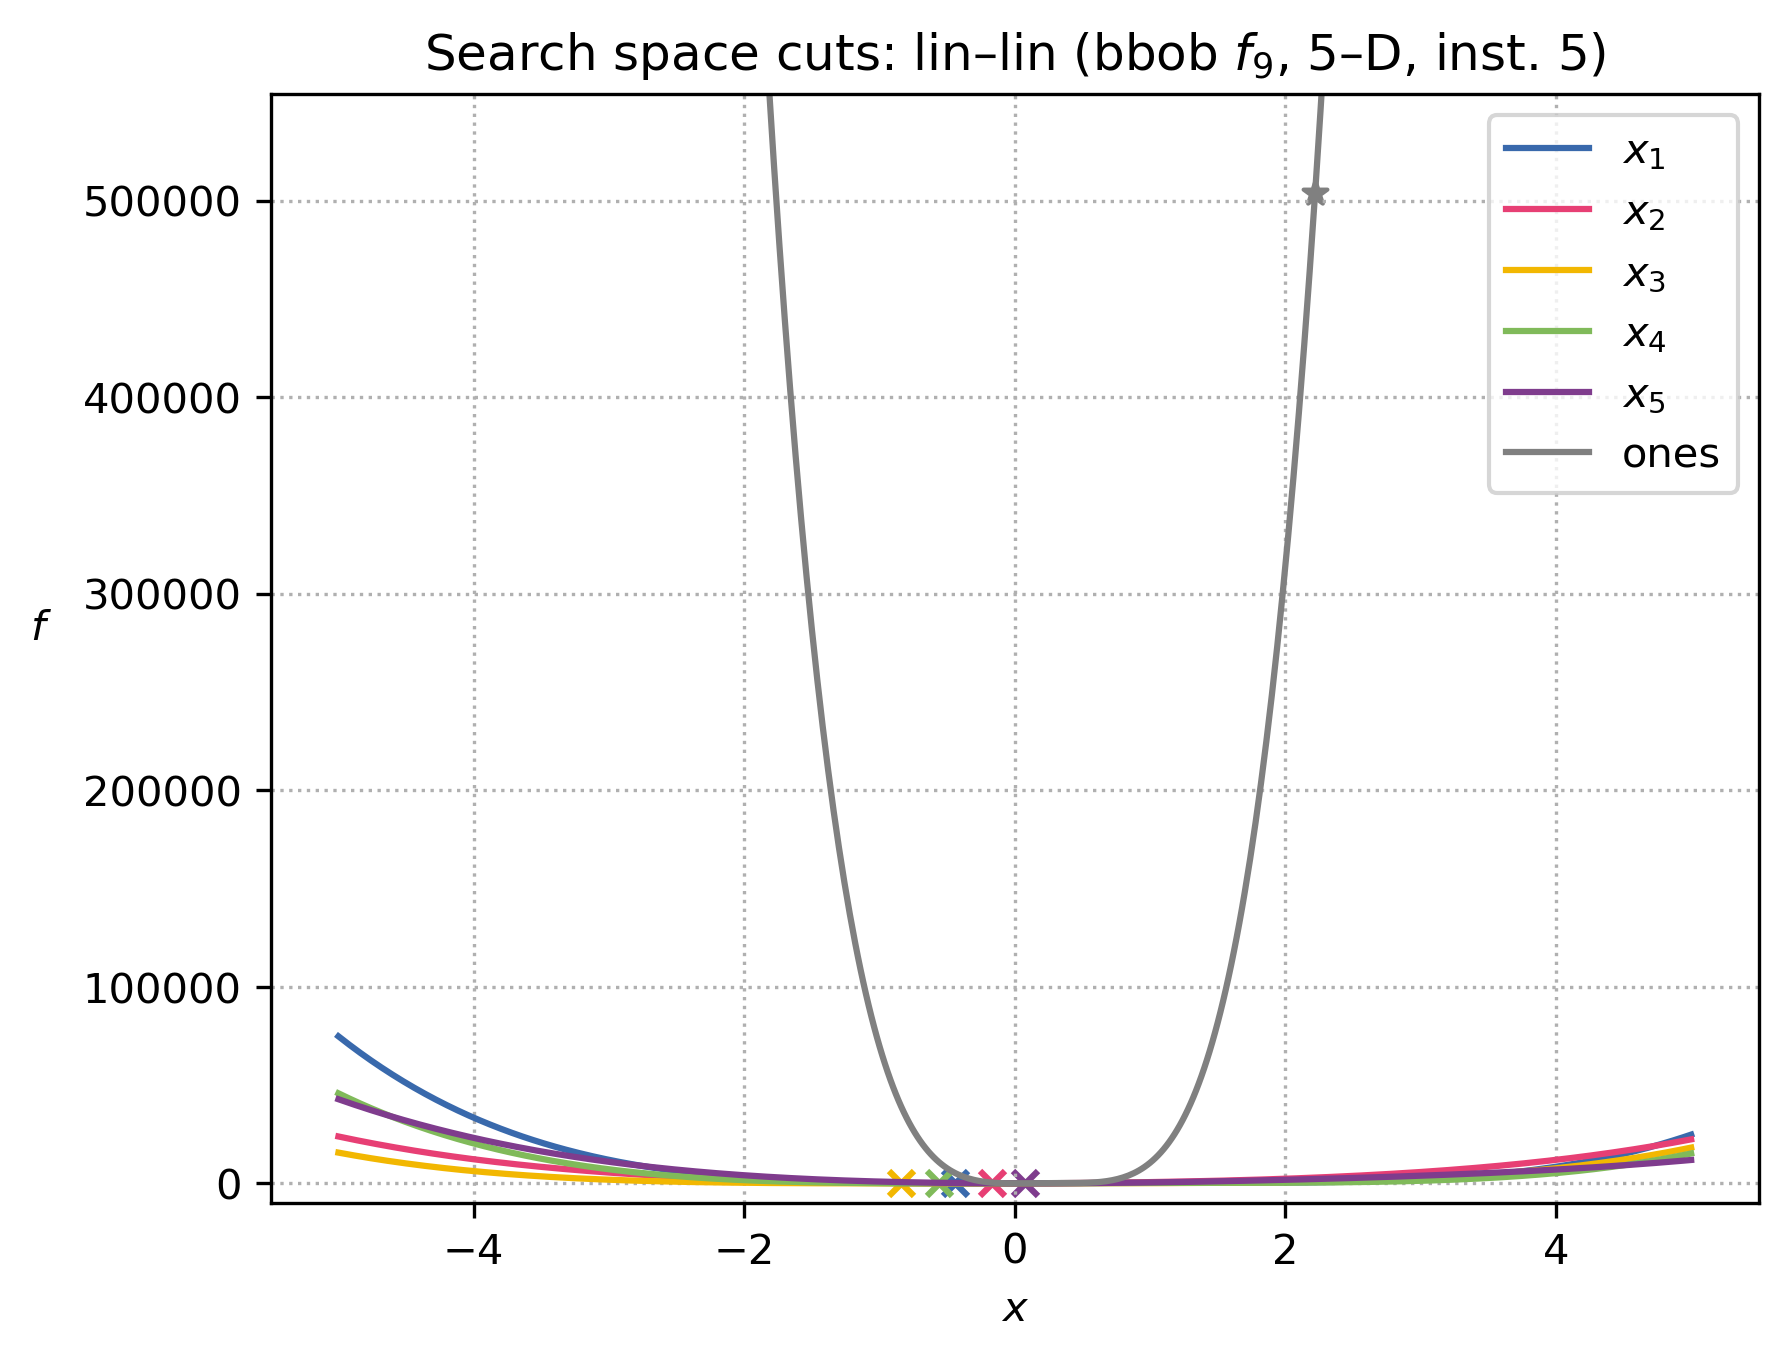 Search space cuts: lin–lin (bbob f₉, 5–D, inst. 5)
500000
400000
300000
200000
100000
0
f
−4
−2
0
2
4
x
x₁
x₂
x₃
x₄
x₅
ones